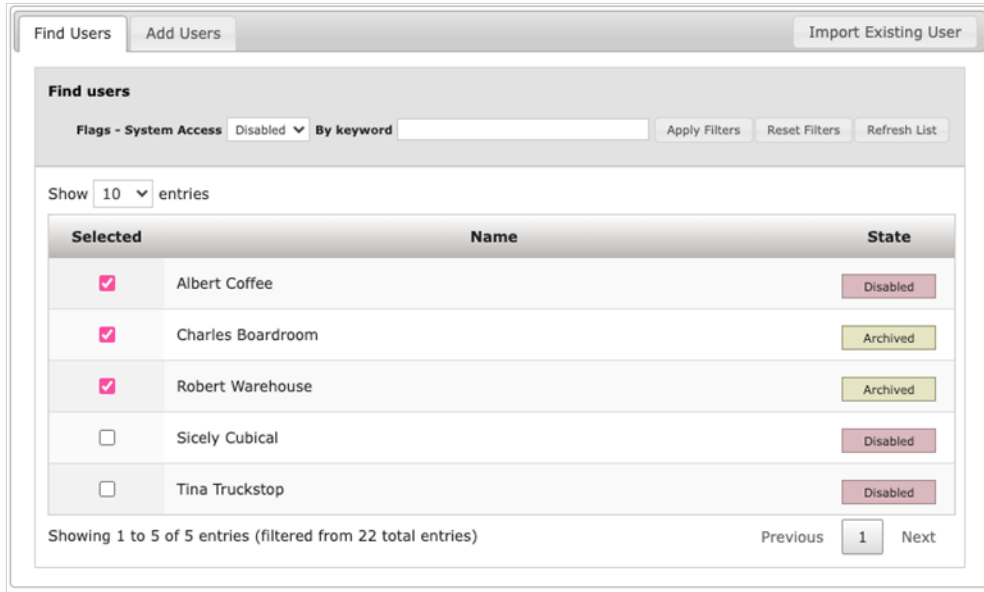 Find Users Add Users Import Existing User
Find users
Flags - System Access Disabled By keyword Apply Filters Reset Filters Refresh List
Show 10 entries
Selected Name State
Albert Coffee Disabled
Charles Boardroom Archived
Robert Warehouse Archived
Sicely Cubical Disabled
Tina Truckstop Disabled
Showing 1 to 5 of 5 entries (filtered from 22 total entries) Previous 1 Next